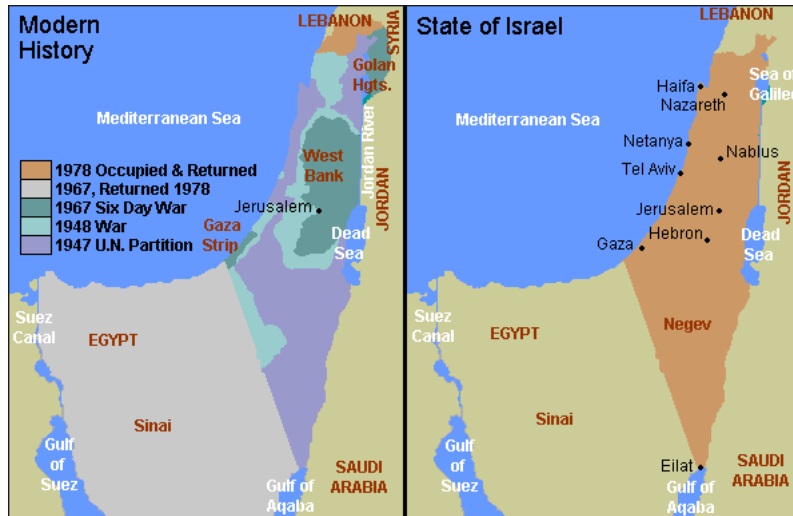 Modern
History
LEBANON
SYRIA
Golan
Hgts.
Mediterranean Sea
Jordan River
West
Bank
1978 Occupied & Returned
1967, Returned 1978
1967 Six Day War
1948 War
1947 U.N. Partition
Jerusalem
Gaza
Strip
JORDAN
Dead
Sea
Suez
Canal
EGYPT
Sinai
Gulf
of
Suez
SAUDI
ARABIA
Gulf of
Aqaba
State of Israel
LEBANON
SYRIA
Sea of
Galilee
Haifa
Nazareth
Mediterranean Sea
Netanya
Nablus
Tel Aviv
JORDAN
Jerusalem
Hebron
Gaza
Dead
Sea
Suez
Canal
EGYPT
Negev
Sinai
Gulf
of
Suez
Eilat
SAUDI
ARABIA
Gulf of
Aqaba